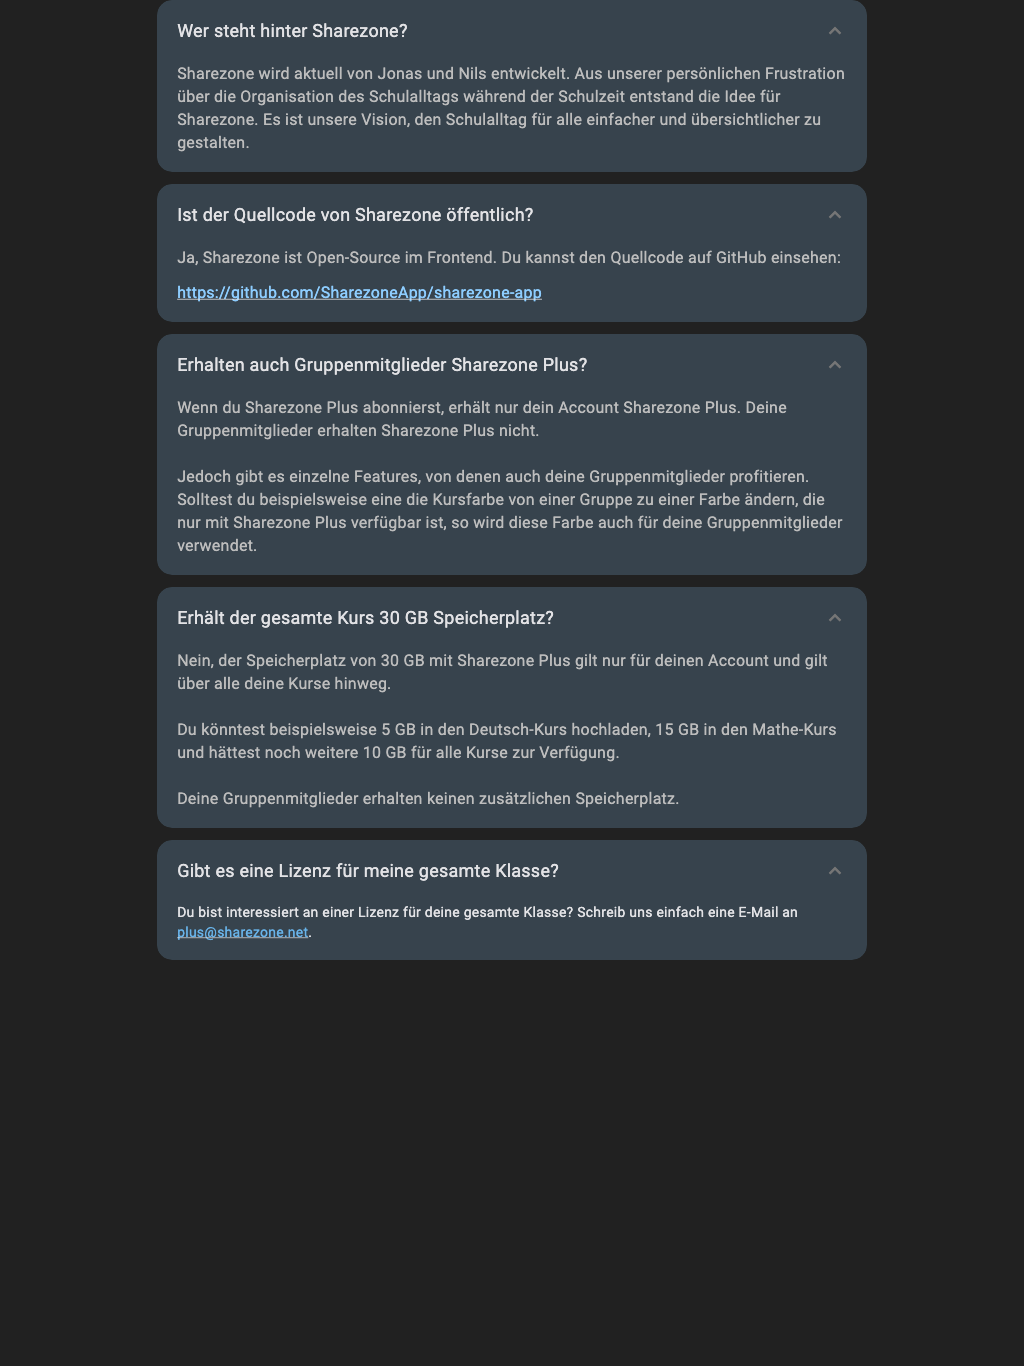 Wer steht hinter Sharezone?
Sharezone wird aktuell von Jonas und Nils entwickelt. Aus unserer persönlichen Frustration
über die Organisation des Schulalltags während der Schulzeit entstand die Idee für
Sharezone. Es ist unsere Vision, den Schulalltag für alle einfacher und übersichtlicher zu
gestalten.
Ist der Quellcode von Sharezone öffentlich?
Ja, Sharezone ist Open-Source im Frontend. Du kannst den Quellcode auf GitHub einsehen:
https://github.com/SharezoneApp/sharezone-app
Erhalten auch Gruppenmitglieder Sharezone Plus?
Wenn du Sharezone Plus abonnierst, erhält nur dein Account Sharezone Plus. Deine
Gruppenmitglieder erhalten Sharezone Plus nicht.
Jedoch gibt es einzelne Features, von denen auch deine Gruppenmitglieder profitieren.
Solltest du beispielsweise eine die Kursfarbe von einer Gruppe zu einer Farbe ändern, die
nur mit Sharezone Plus verfügbar ist, so wird diese Farbe auch für deine Gruppenmitglieder
verwendet.
Erhält der gesamte Kurs 30 GB Speicherplatz?
Nein, der Speicherplatz von 30 GB mit Sharezone Plus gilt nur für deinen Account und gilt
über alle deine Kurse hinweg.
Du könntest beispielsweise 5 GB in den Deutsch-Kurs hochladen, 15 GB in den Mathe-Kurs
und hättest noch weitere 10 GB für alle Kurse zur Verfügung.
Deine Gruppenmitglieder erhalten keinen zusätzlichen Speicherplatz.
Gibt es eine Lizenz für meine gesamte Klasse?
Du bist interessiert an einer Lizenz für deine gesamte Klasse? Schreib uns einfach eine E-Mail an
plus@sharezone.net.